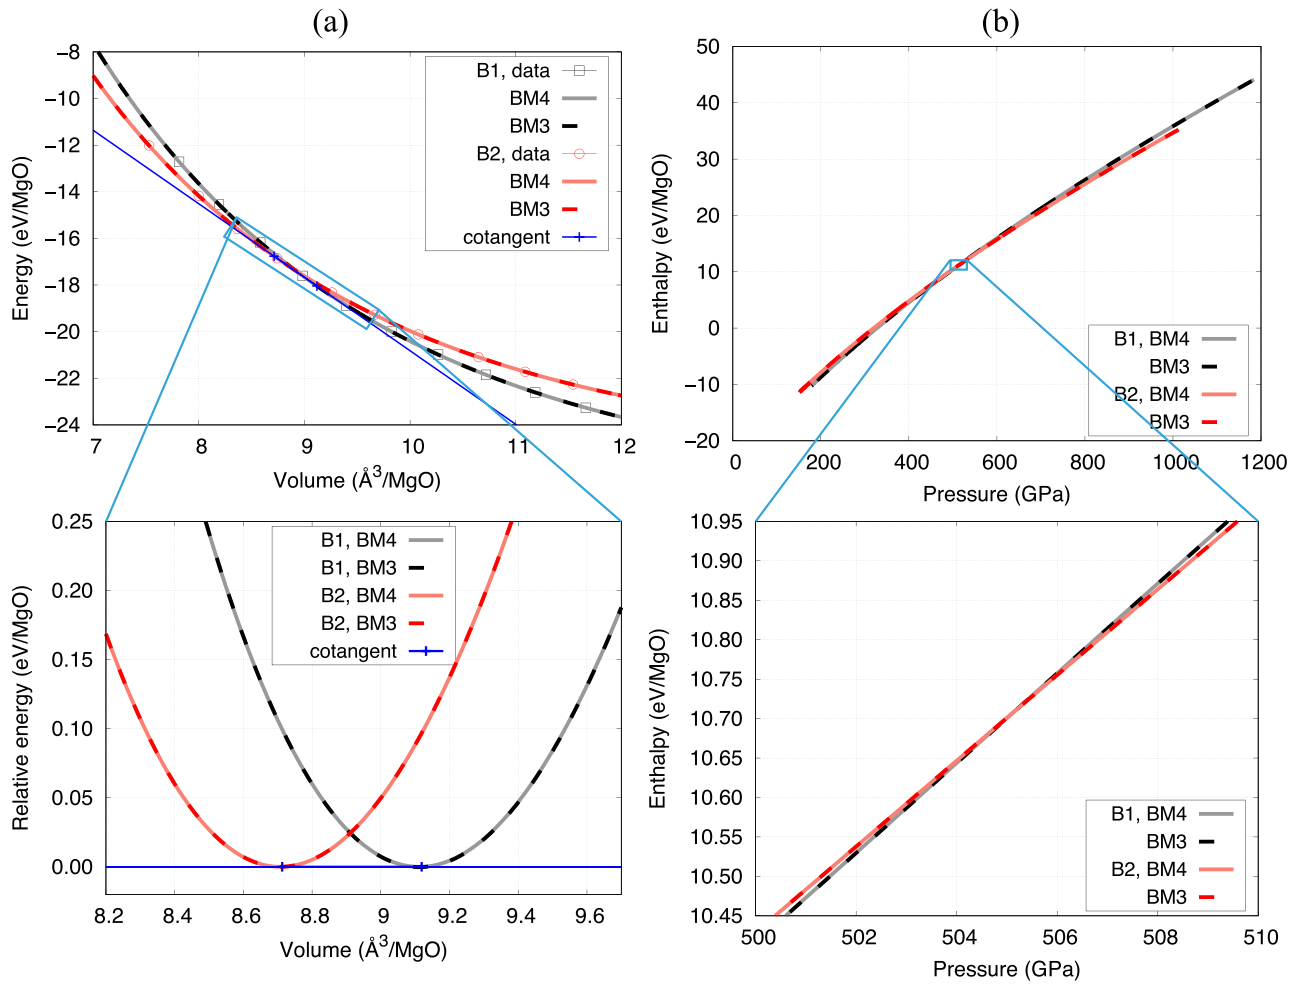 (a)
-8
-10
-12
-14
-16
-18
-20
-22
-24
Energy (eV/MgO)
B1, data
BM4
BM3
B2, data
BM4
BM3
cotangent
7
8
9
10
11
12
Volume (Å³/MgO)
(b)
50
40
30
20
10
0
−10
−20
Enthalpy (eV/MgO)
B1, BM4
BM3
B2, BM4
BM3
0
200
400
600
800
1000
1200
Pressure (GPa)
0.25
0.20
0.15
0.10
0.05
0.00
Relative energy (eV/MgO)
B1, BM4
B1, BM3
B2, BM4
B2, BM3
cotangent
8.2
8.4
8.6
8.8
9
9.2
9.4
9.6
Volume (Å³/MgO)
10.95
10.90
10.85
10.80
10.75
10.70
10.65
10.60
10.55
10.50
10.45
Enthalpy (eV/MgO)
B1, BM4
BM3
B2, BM4
BM3
500
502
504
506
508
510
Pressure (GPa)